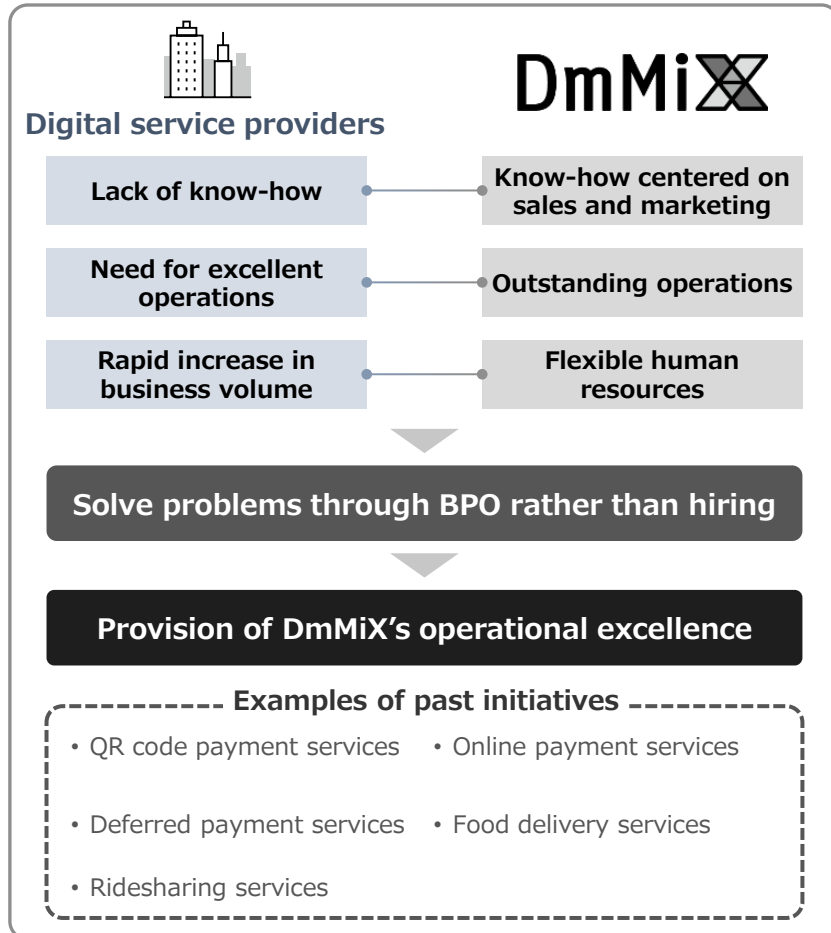 Digital service providers
DmMiX
Lack of know-how
Know-how centered on
sales and marketing
Need for excellent
operations
Outstanding operations
Rapid increase in
business volume
Flexible human
resources
Solve problems through BPO rather than hiring
Provision of DmMiX’s operational excellence
Examples of past initiatives
・QR code payment services
・Online payment services
・Deferred payment services
・Food delivery services
・Ridesharing services